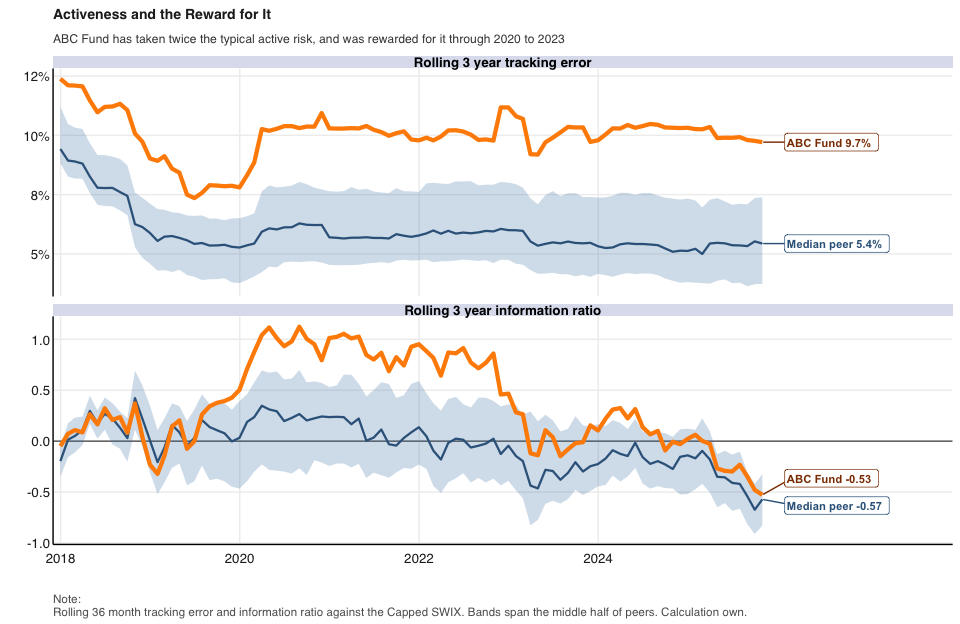 Activeness and the Reward for It
ABC Fund has taken twice the typical active risk, and was rewarded for it through 2020 to 2023
Rolling 3 year tracking error
12%
10%
8%
5%
ABC Fund 9.7%
Median peer 5.4%
Rolling 3 year information ratio
1.0
0.5
0.0
-0.5
-1.0
ABC Fund -0.53
Median peer -0.57
2018
2020
2022
2024
Note:
Rolling 36 month tracking error and information ratio against the Capped SWIX. Bands span the middle half of peers. Calculation own.